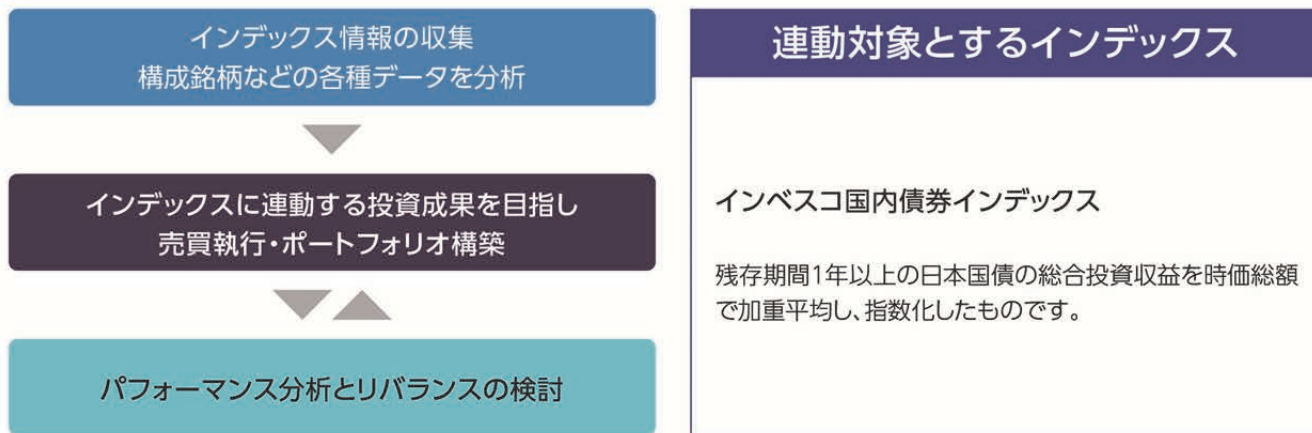 インデックス情報の収集
構成銘柄などの各種データを分析
インデックスに連動する投資成果を目指し
売買執行・ポートフォリオ構築
パフォーマンス分析とリバランスの検討
連動対象とするインデックス
インベスコ国内債券インデックス
残存期間1年以上の日本国債の総合投資収益を時価総額
で加重平均し、指数化したものです。